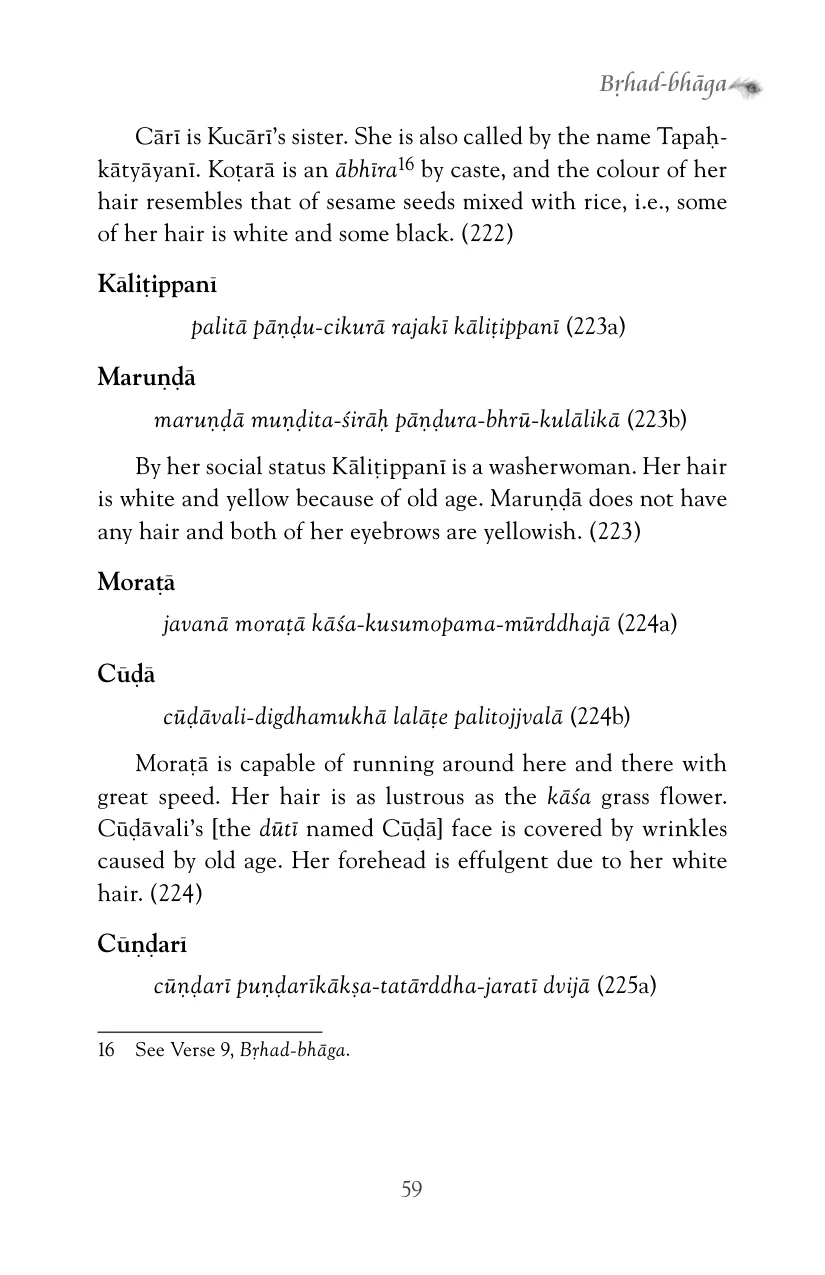 Bṛhad-bhāga
Cārī is Kucārī’s sister. She is also called by the name Tapaḥ-
kātyāyanī. Koṭarā is an ābhīra16 by caste, and the colour of her
hair resembles that of sesame seeds mixed with rice, i.e., some
of her hair is white and some black. (222)
Kāliṭippanī
palitā pāṇḍu-cikurā rajakī kāliṭippanī (223a)
Maruṇḍā
maruṇḍā muṇḍita-śirāḥ pāṇḍura-bhrū-kulālikā (223b)
By her social status Kāliṭippanī is a washerwoman. Her hair
is white and yellow because of old age. Maruṇḍā does not have
any hair and both of her eyebrows are yellowish. (223)
Moraṭā
javanā moraṭā kāśa-kusumopama-mūrddhajā (224a)
Cūḍā
cūḍāvali-digdhamukhā lalāṭe palitojjvalā (224b)
Moraṭā is capable of running around here and there with
great speed. Her hair is as lustrous as the kāśa grass flower.
Cūḍāvali’s [the dūtī named Cūḍā] face is covered by wrinkles
caused by old age. Her forehead is effulgent due to her white
hair. (224)
Cūṇḍarī
cūṇḍarī puṇḍarīkākṣa-tatārddha-jaratī dvijā (225a)
16 See Verse 9, Bṛhad-bhāga.
59